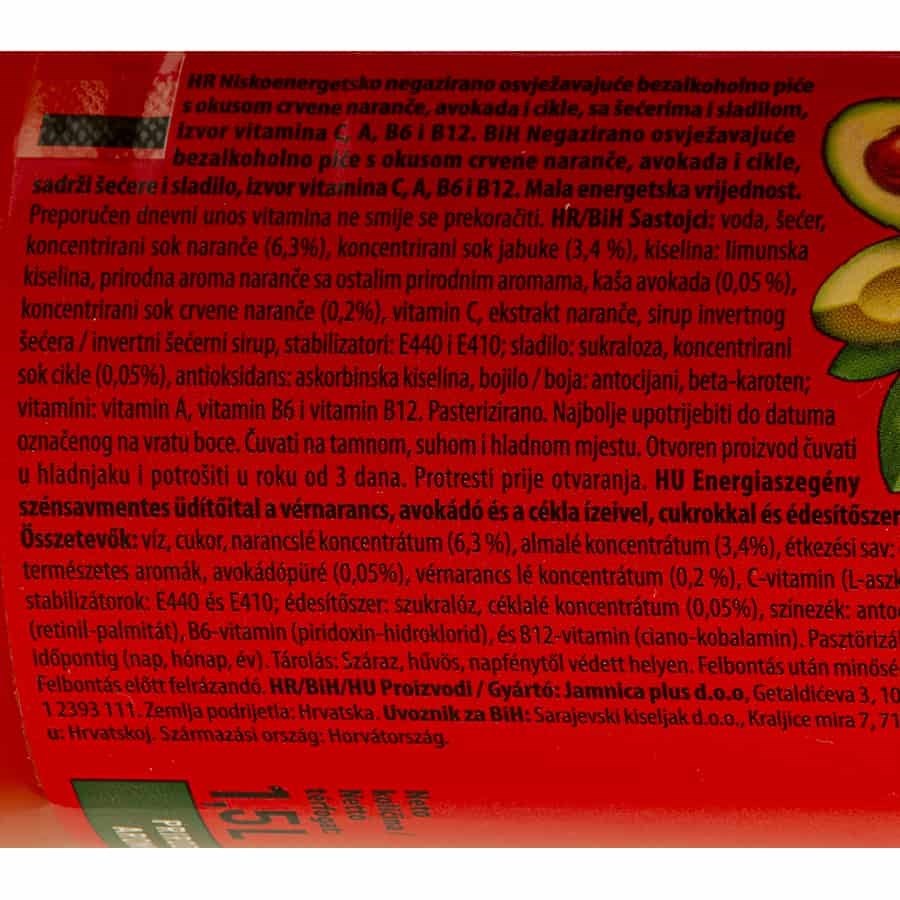 HR Niskoenergetsko negazirano osvježavajuće bezalkoholno piće
s okusom crvene naranče, avokada i cikle, sa šećerima i sladilom,
izvor vitamina C, A, B6 i B12. BiH Negazirano osvježavajuće
bezalkoholno piće s okusom crvene naranče, avokada i cikle,
sadrži šećere i sladilo, izvor vitamina C, A, B6 i B12. Mala energetska vrijednost.
Preporučen dnevni unos vitamina ne smije se prekoračiti. HR/BiH Sastojci: voda, šećer,
koncentrirani sok naranče (6,3%), koncentrirani sok jabuke (3,4 %), kiselina: limunska
kiselina, prirodna aroma naranče sa ostalim prirodnim aromama, kaša avokada (0,05 %),
koncentrirani sok crvene naranče (0,2%), vitamin C, ekstrakt naranče, sirup invertnog
šećera / invertni šećerni sirup, stabilizatori: E440 i E410; sladilo: sukraloza, koncentrirani
sok cikle (0,05%), antioksidans: askorbinska kiselina, bojilo / boja: antocijani, beta-karoten;
vitamini: vitamin A, vitamin B6 i vitamin B12. Pasterizirano. Najbolje upotrijebiti do datuma
označenog na vratu boce. Čuvati na tamnom, suhom i hladnom mjestu. Otvoren proizvod čuvati
u hladnjaku i potrošiti u roku od 3 dana. Protresti prije otvaranja. HU Energiaszegény
szénsavmentes üdítőital a vérnarancs, avokádó és a cékla ízeivel, cukrokkal és édesítőszer
Összetevők: víz, cukor, narancslé koncentrátum (6,3 %), almalé koncentrátum (3,4%), étkezési sav:
természetes aromák, avokádópüré (0,05%), vérnarancs lé koncentrátum (0,2 %), C-vitamin (L-aszk
stabilizátorok: E440 és E410; édesítőszer: szukralóz, céklalé koncentrátum (0,05%), színezék: anto
(retinil-palmitát), B6-vitamin (piridoxin-hidroklorid), és B12-vitamin (ciano-kobalamin). Pasztörizá
időpontig (nap, hónap, év). Tárolás: Száraz, hűvös, napfénytől védett helyen. Felbontás után minősé
Felbontás előtt felrázandó. HR/BiH/HU Proizvodi / Gyártó: Jamnica plus d.o.o, Getaldićeva 3, 10
1 2393 111. Zemlja podrijetla: Hrvatska. Uvoznik za BiH: Sarajevski kiseljak d.o.o., Kraljice mira 7, 71
u: Hrvatskoj. Származási ország: Horvátország.
Neto
količina /
Nettó
térfogat
1,5L